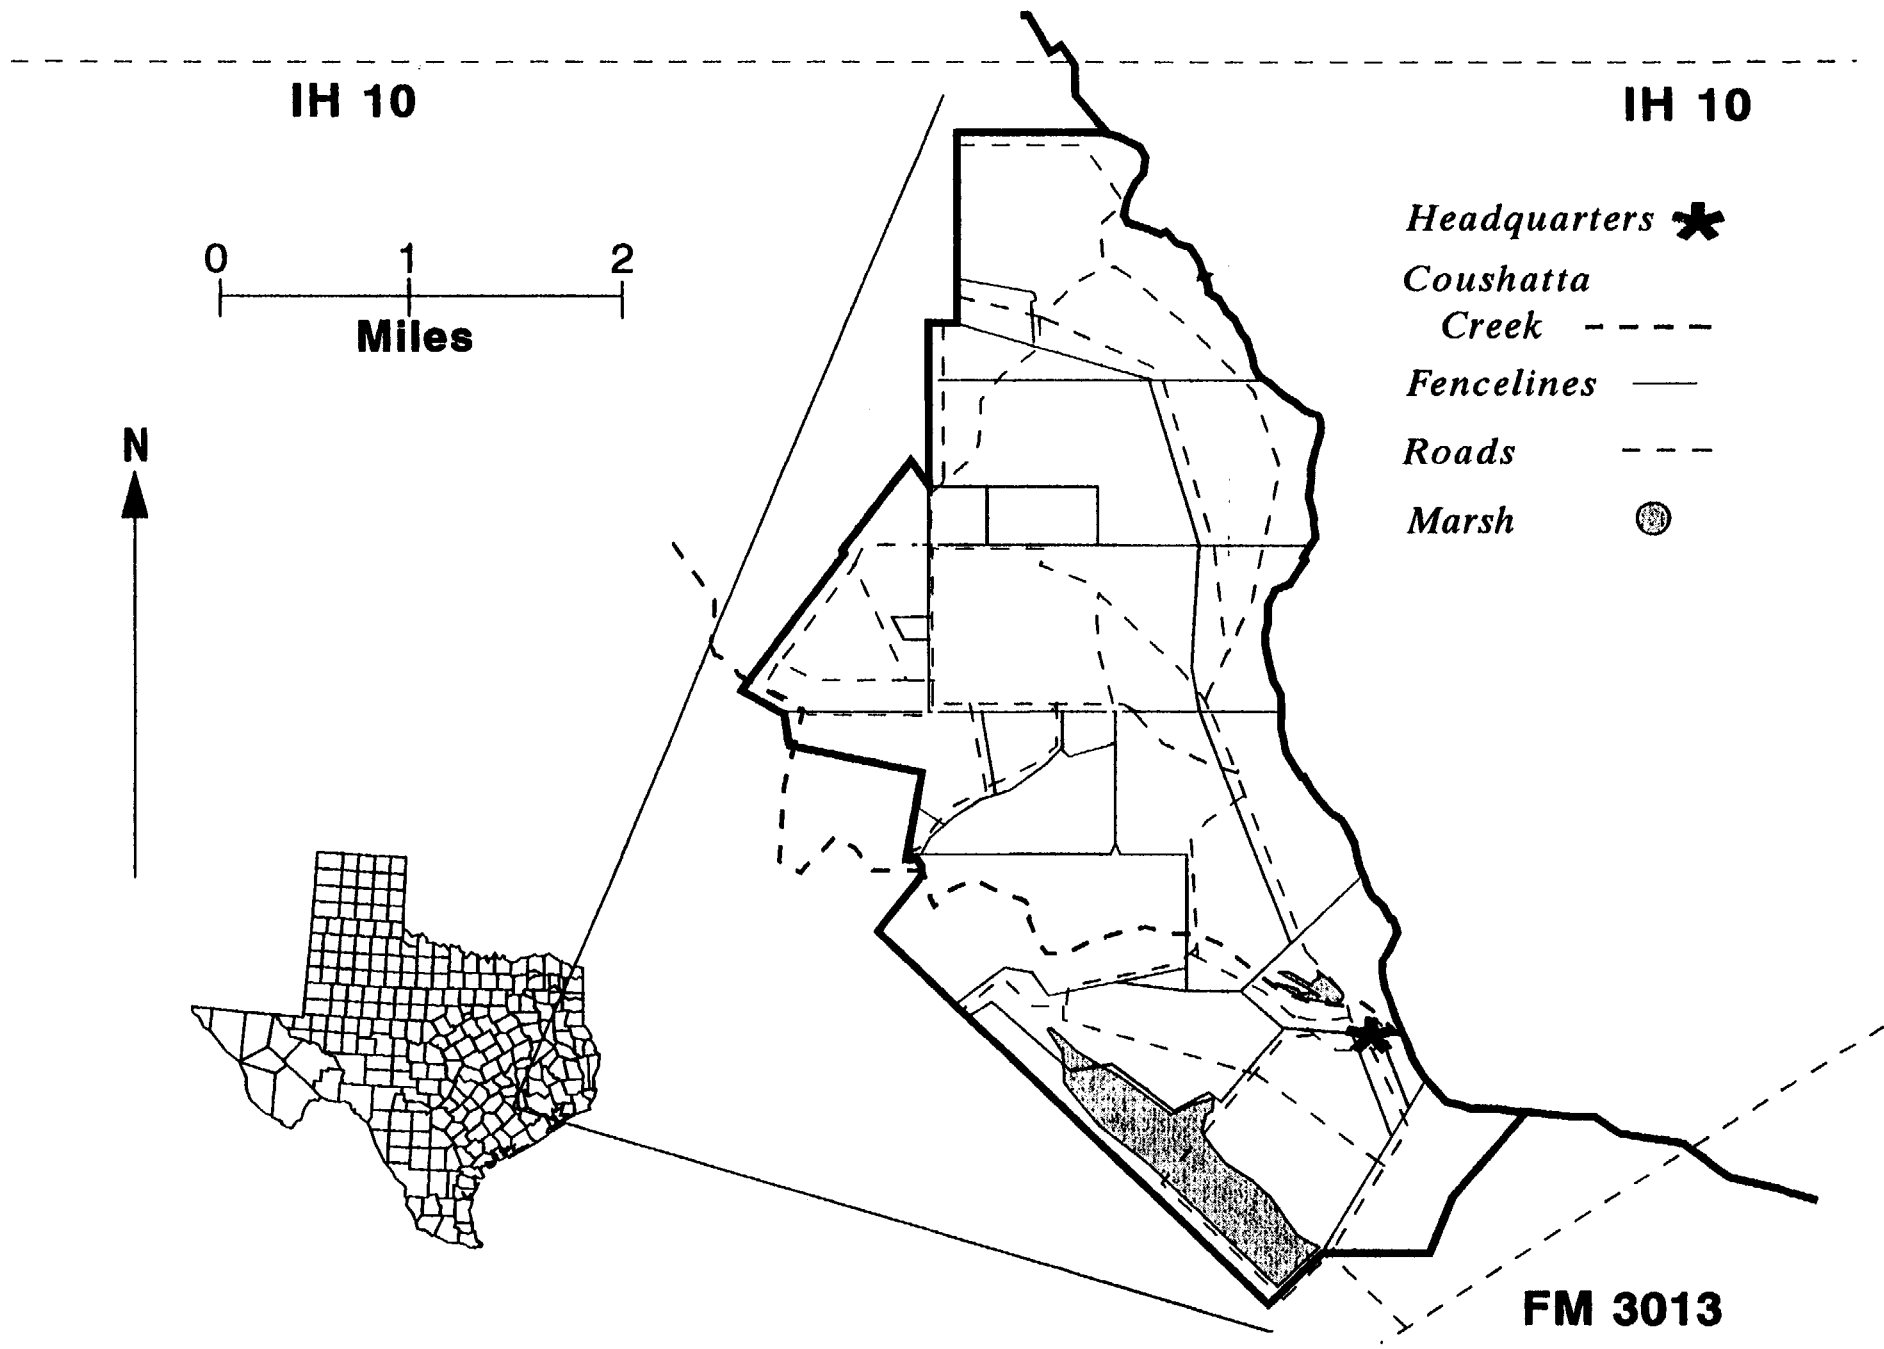 IH 10
IH 10
Headquarters
Coushatta
Creek
Fencelines
Roads
Marsh
0 1 2
Miles
N
FM 3013